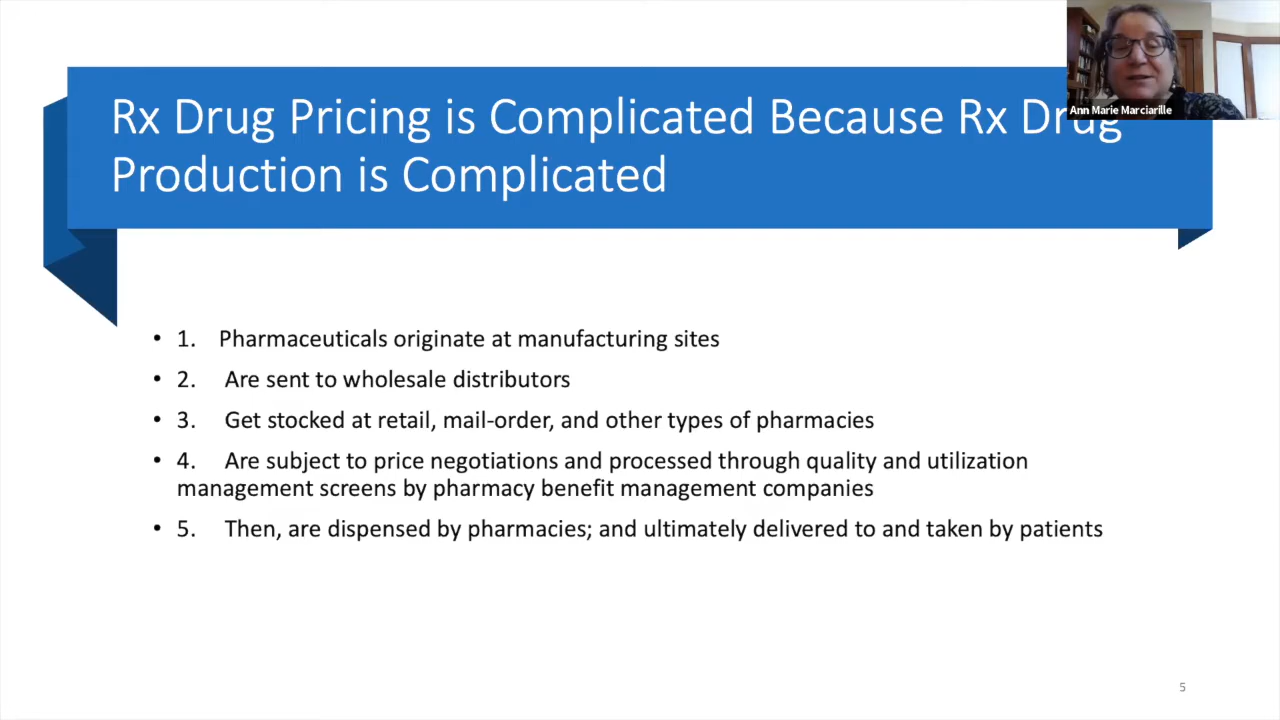 Ann Marie Marciarille
Rx Drug Pricing is Complicated Because Rx Drug
Production is Complicated
• 1. Pharmaceuticals originate at manufacturing sites
• 2. Are sent to wholesale distributors
• 3. Get stocked at retail, mail-order, and other types of pharmacies
• 4. Are subject to price negotiations and processed through quality and utilization
management screens by pharmacy benefit management companies
• 5. Then, are dispensed by pharmacies; and ultimately delivered to and taken by patients
5